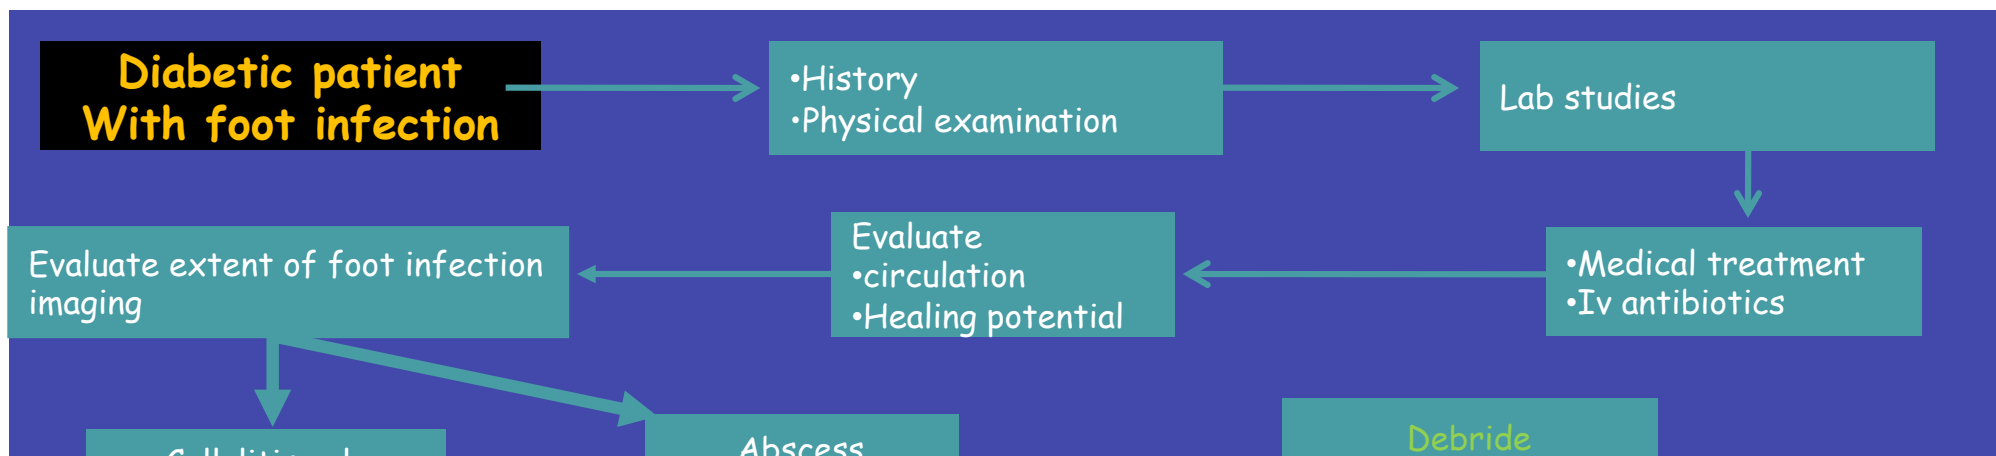 Diabetic patient
With foot infection
•History
•Physical examination
Lab studies
Evaluate extent of foot infection
imaging
Evaluate
•circulation
•Healing potential
•Medical treatment
•Iv antibiotics
Abscess
Debride